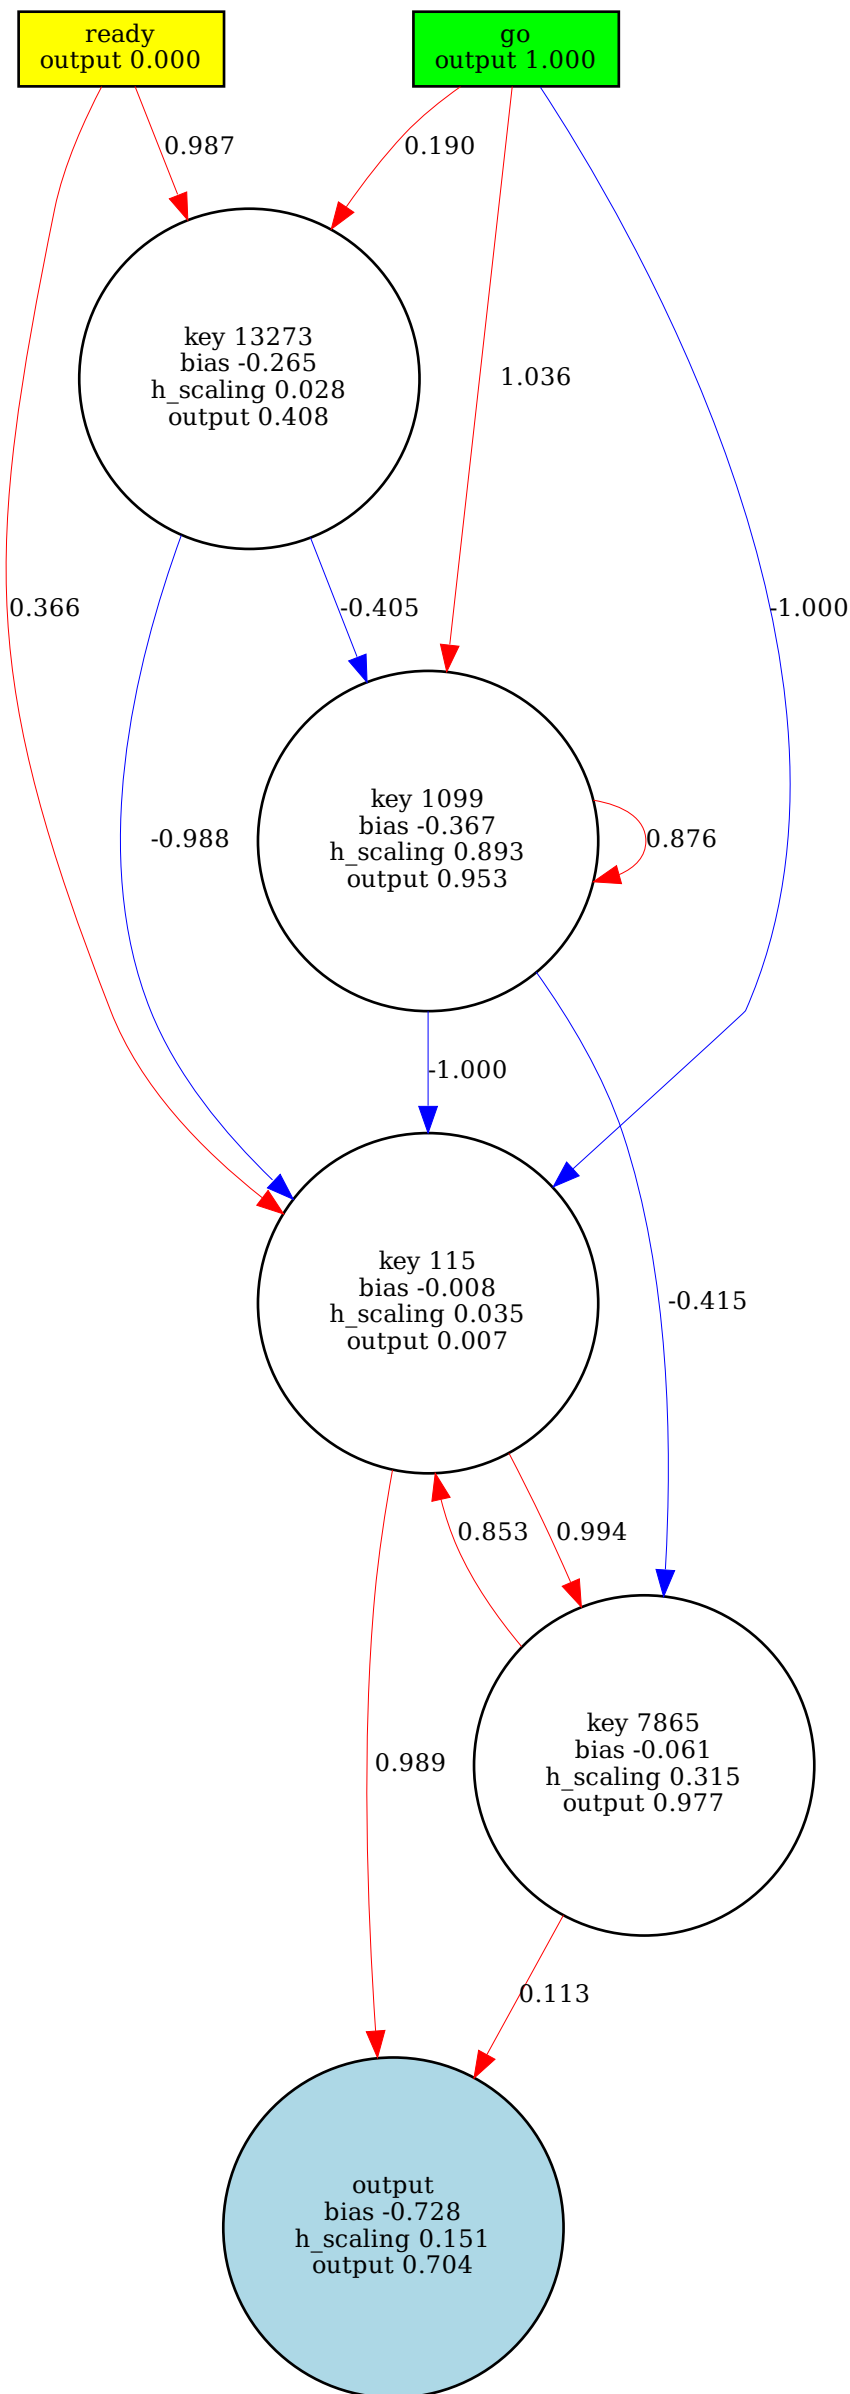 ready
output 0.000
go
output 1.000
0.987
0.190
key 13273
bias -0.265
h_scaling 0.028
output 0.408
1.036
0.366
-0.405
-1.000
key 1099
bias -0.367
h_scaling 0.893
output 0.953
-0.988
0.876
-1.000
key 115
bias -0.008
h_scaling 0.035
output 0.007
-0.415
0.853
0.994
key 7865
bias -0.061
h_scaling 0.315
output 0.977
0.989
0.113
output
bias -0.728
h_scaling 0.151
output 0.704